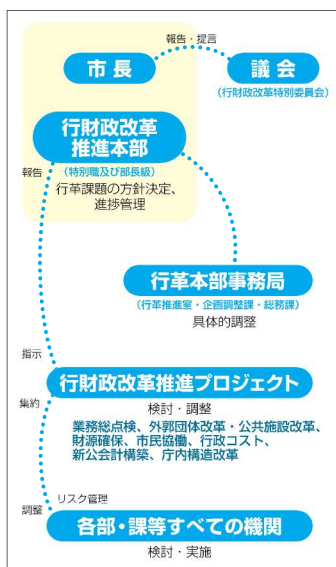 報告・提言
市長
議会
(行財政改革特別委員会)
行財政改革
推進本部
(特別職及び部長級)
報告
行革課題の方針決定、
進捗管理
行革本部事務局
(行革推進室・企画調整課・総務課)
具体的調整
指示
行財政改革推進プロジェクト
集約
検討・調整
業務総点検、外郭団体改革・公共施設改革、
財源確保、市民協働、行政コスト、
新公会計構築、庁内構造改革
リスク管理
調整
各部・課等すべての機関
検討・実施